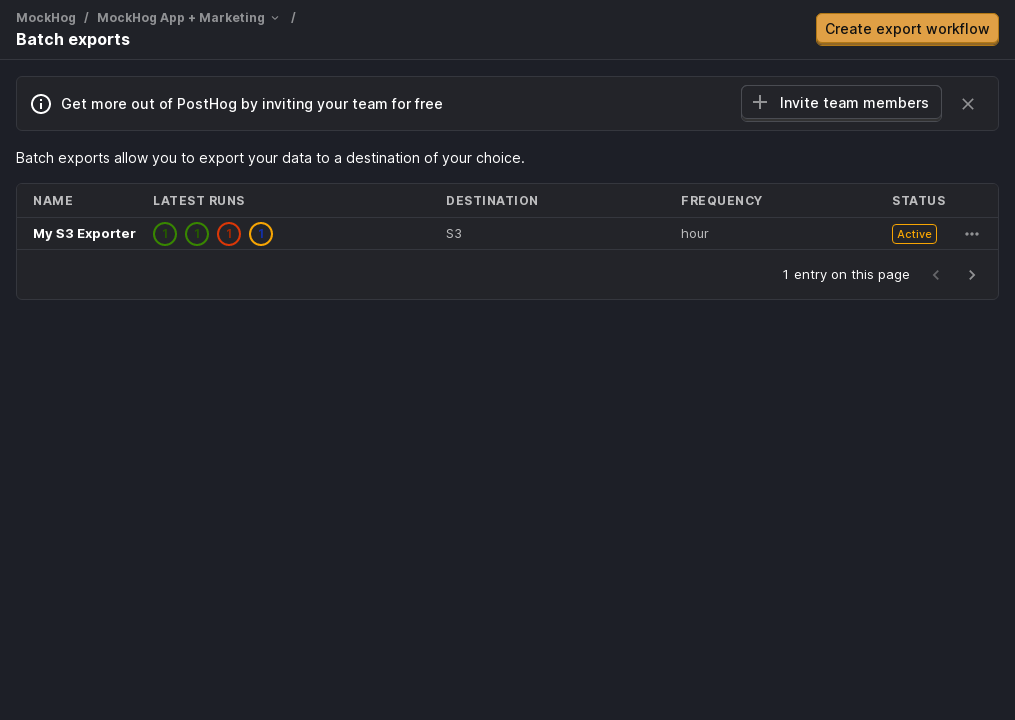 MockHog / MockHog App + Marketing /
Batch exports
Create export workflow
Get more out of PostHog by inviting your team for free
Invite team members
Batch exports allow you to export your data to a destination of your choice.
NAME LATEST RUNS DESTINATION FREQUENCY STATUS
My S3 Exporter 1 1 1 1 S3 hour Active
1 entry on this page